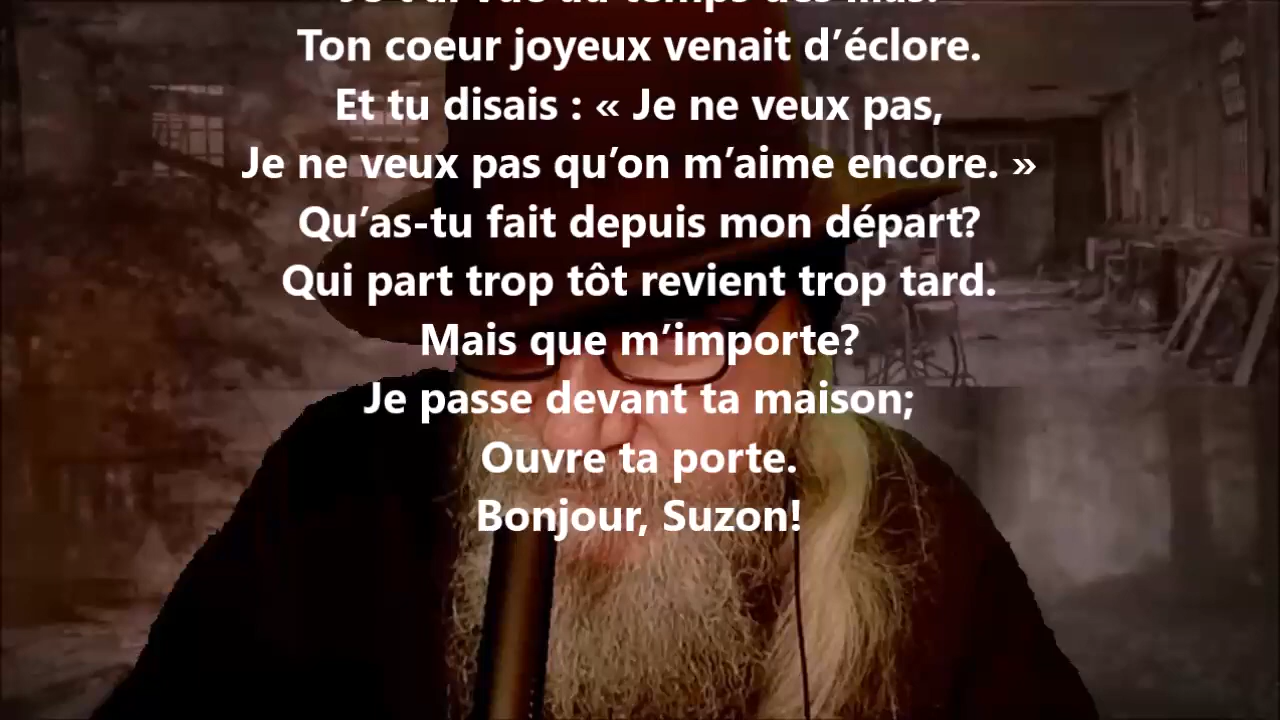 Ton coeur joyeux venait d’éclore.
Et tu disais : « Je ne veux pas,
Je ne veux pas qu’on m’aime encore. »
Qu’as-tu fait depuis mon départ?
Qui part trop tôt revient trop tard.
Mais que m’importe?
Je passe devant ta maison;
Ouvre ta porte.
Bonjour, Suzon!